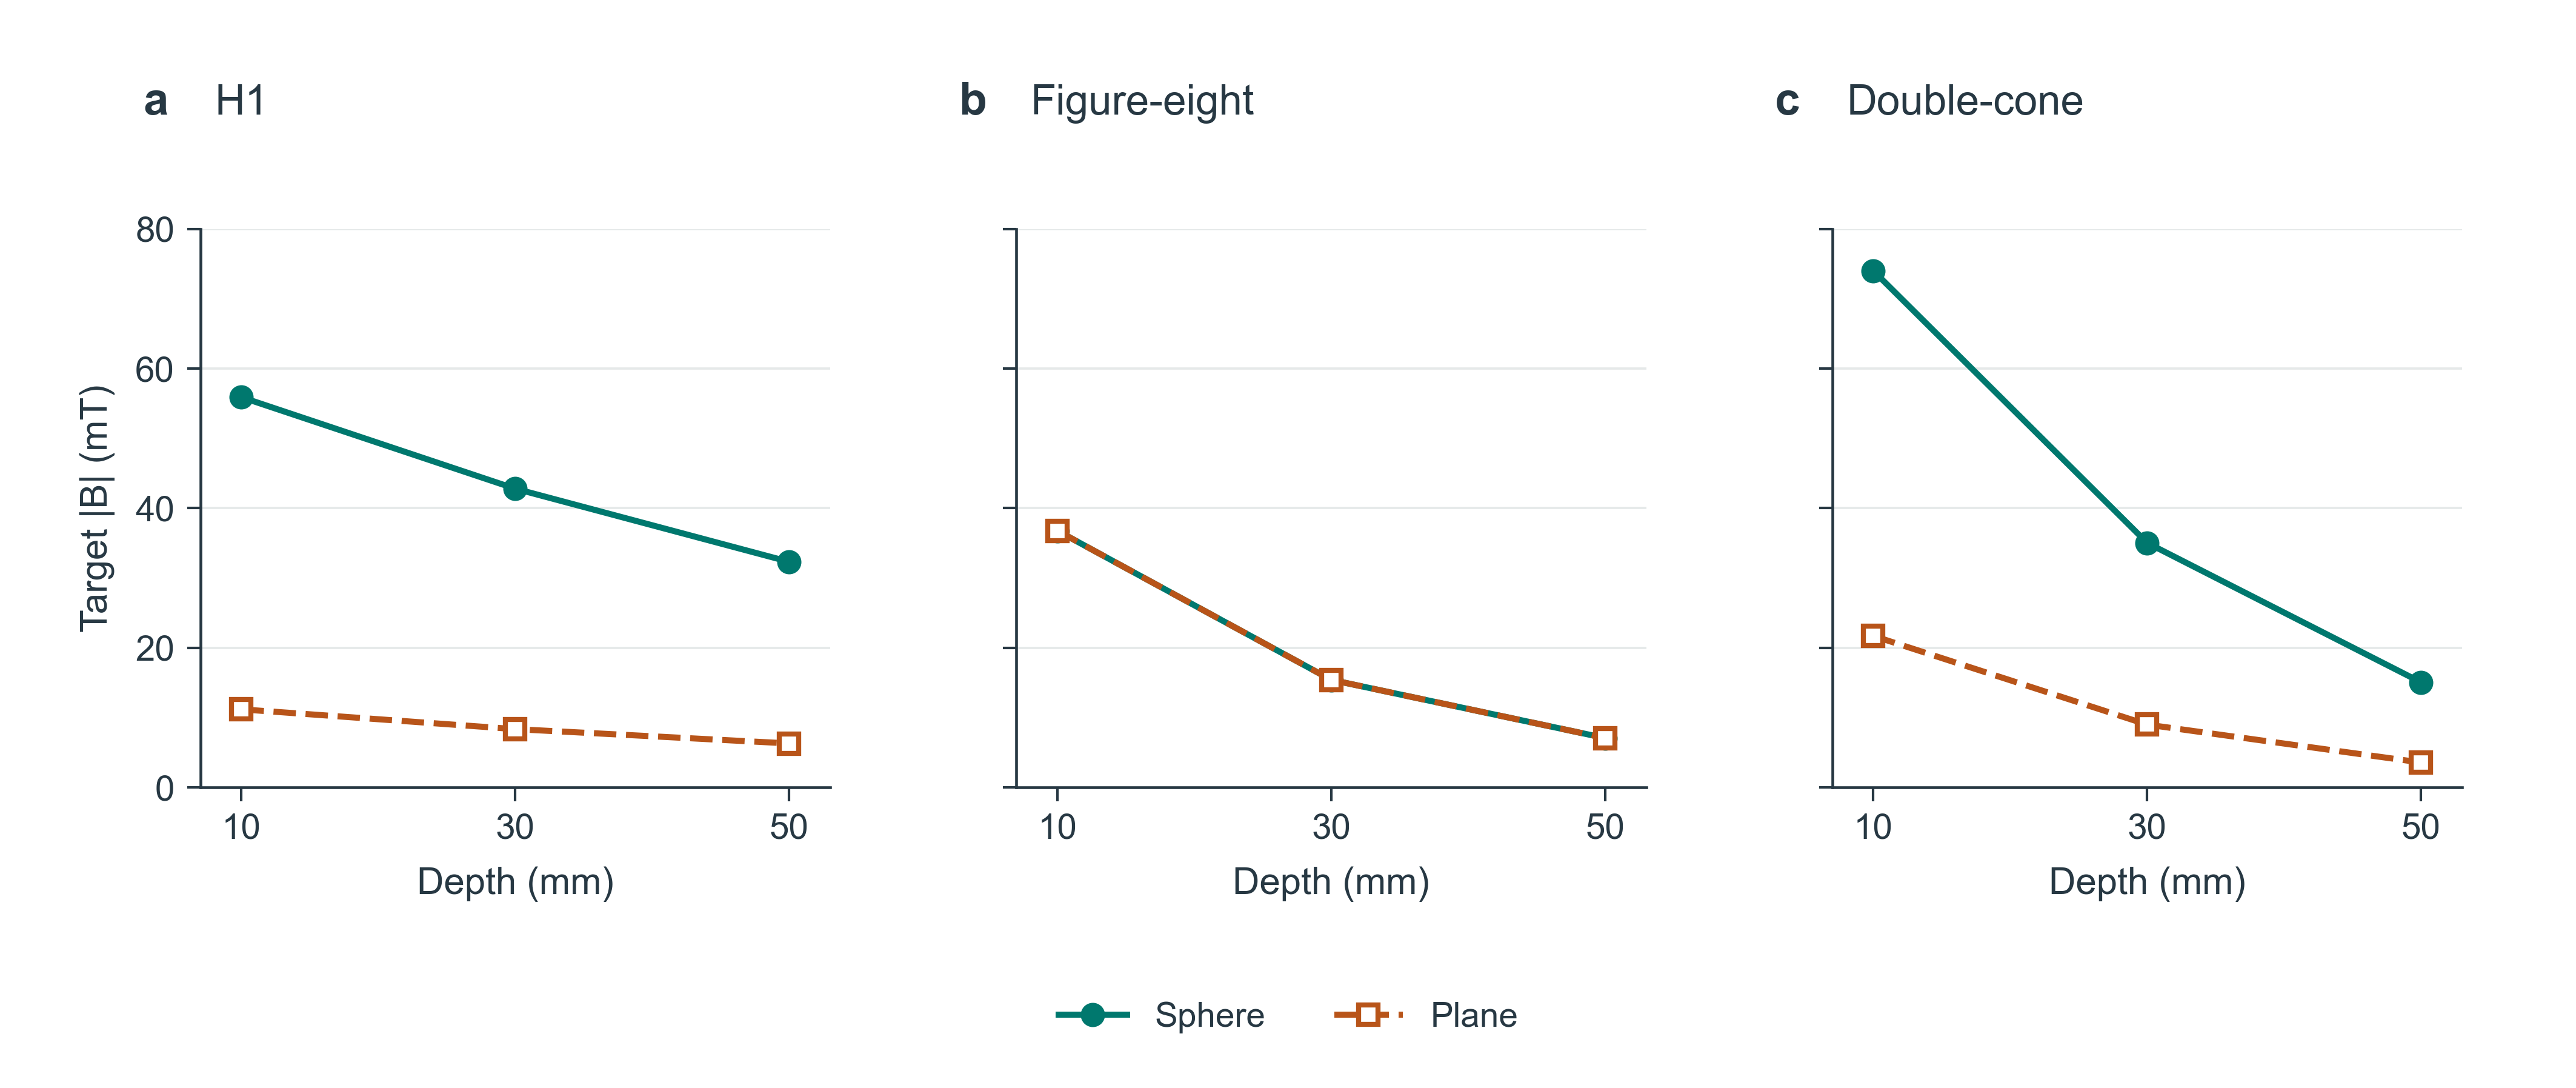 a H1
b Figure-eight
c Double-cone
Target |B| (mT)
80
60
40
20
0
10 30 50
Depth (mm)
10 30 50
Depth (mm)
10 30 50
Depth (mm)
Sphere
Plane